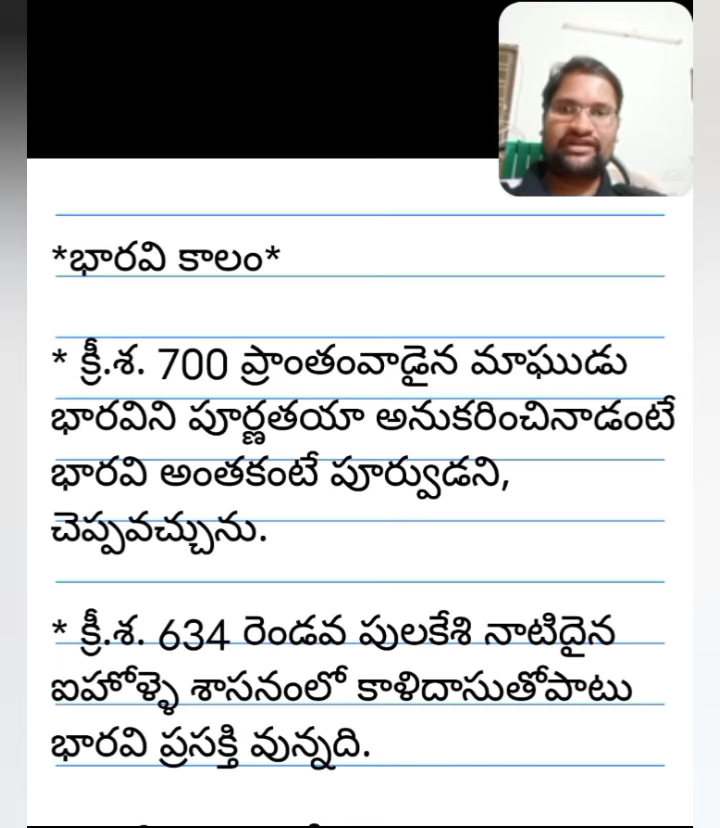 *భారవి కాలం*
* క్రీ.శ. 700 ప్రాంతంవాడైన మాఘుడు
భారవిని పూర్ణతయా అనుకరించినాడంటే
భారవి అంతకంటే పూర్వుడని,
చెప్పవచ్చును.
* క్రీ.శ. 634 రెండవ పులకేశి నాటిదైన
ఐహోళ్ళె శాసనంలో కాళిదాసుతోపాటు
భారవి ప్రసక్తి వున్నది.